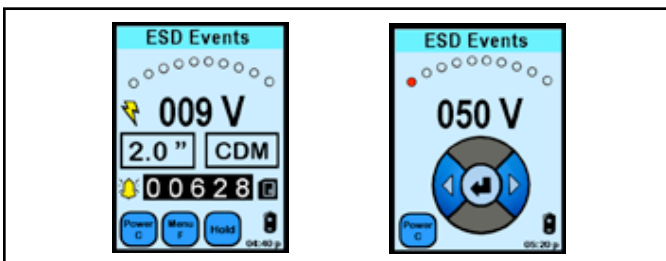 ESD Events
009 V
2.0 " CDM
00628
Power C Menu F Hold
04:40 p
ESD Events
050 V
Power C
05:20 p